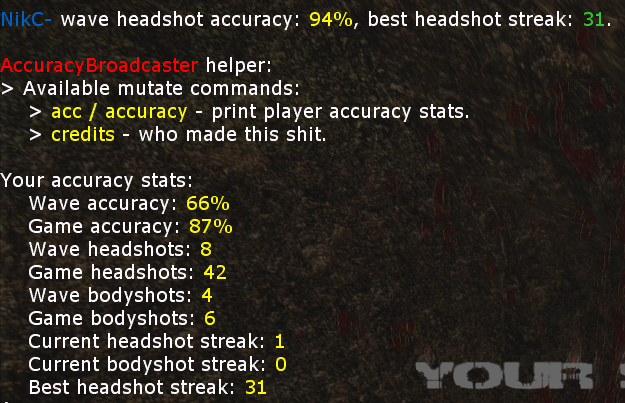 NikC- wave headshot accuracy: 94%, best headshot streak: 31.
AccuracyBroadcaster helper:
> Available mutate commands:
> acc / accuracy - print player accuracy stats.
> credits - who made this shit.
Your accuracy stats:
Wave accuracy: 66%
Game accuracy: 87%
Wave headshots: 8
Game headshots: 42
Wave bodyshots: 4
Game bodyshots: 6
Current headshot streak: 1
Current bodyshot streak: 0
Best headshot streak: 31
YOUR